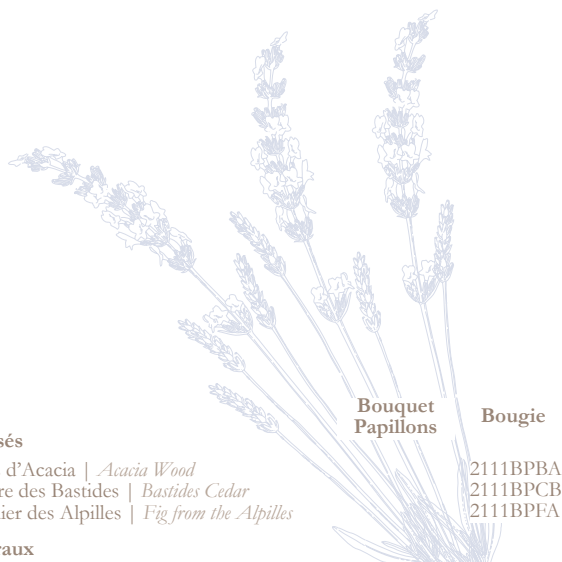 Bouquet
Papillons
Bougie
sés
d’Acacia | Acacia Wood 2111BPBA
re des Bastides | Bastides Cedar 2111BPCB
ier des Alpilles | Fig from the Alpilles 2111BPFA
raux